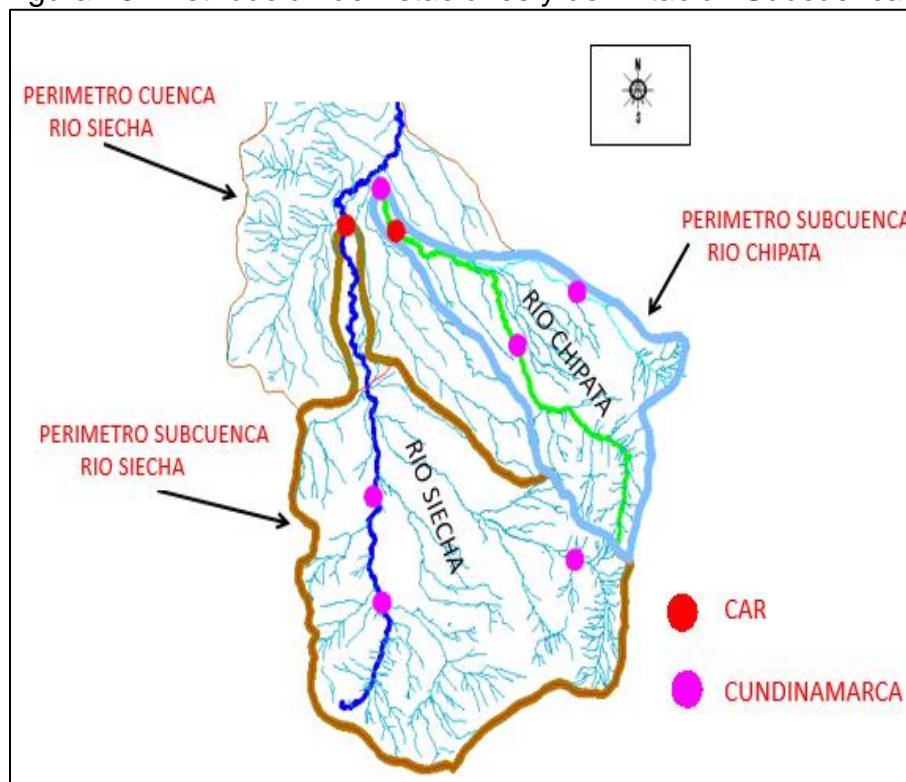 N
S
PERIMETRO CUENCA
RIO SIECHA
PERIMETRO SUBCUENCA
RIO CHIPATA
RIO CHIPATA
PERIMETRO SUBCUENCA
RIO SIECHA
RIO SIECHA
CAR
CUNDINAMARCA